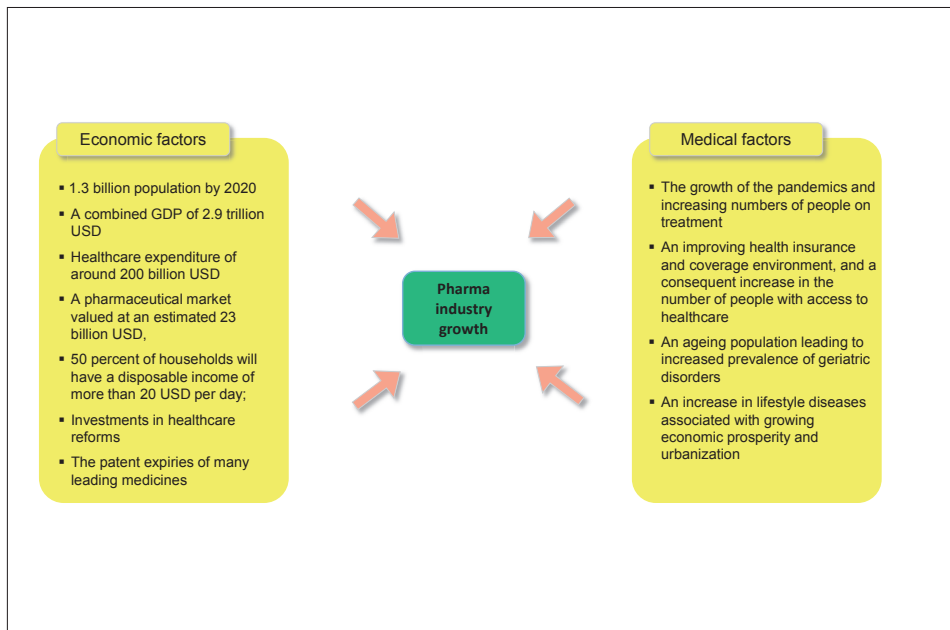 Economic factors
▪ 1.3 billion population by 2020
▪ A combined GDP of 2.9 trillion
USD
▪ Healthcare expenditure of
around 200 billion USD
▪ A pharmaceutical market
valued at an estimated 23
billion USD,
▪ 50 percent of households will
have a disposable income of
more than 20 USD per day;
▪ Investments in healthcare
reforms
▪ The patent expiries of many
leading medicines
Pharma
industry
growth
Medical factors
▪ The growth of the pandemics and
increasing numbers of people on
treatment
▪ An improving health insurance
and coverage environment, and a
consequent increase in the
number of people with access to
healthcare
▪ An ageing population leading to
increased prevalence of geriatric
disorders
▪ An increase in lifestyle diseases
associated with growing
economic prosperity and
urbanization